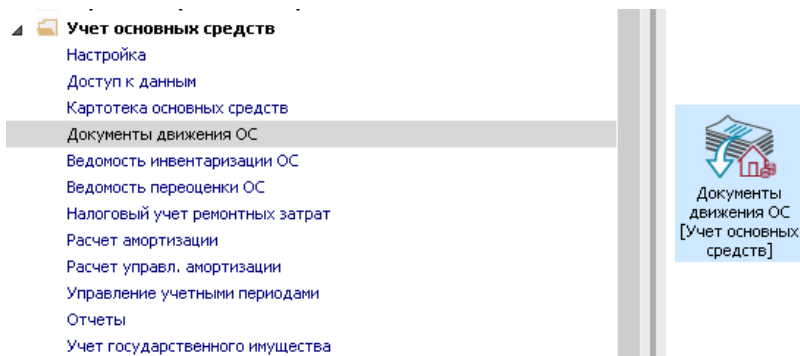 Учет основных средств
Настройка
Доступ к данным
Картотека основных средств
Документы движения ОС
Ведомость инвентаризации ОС
Ведомость переоценки ОС
Налоговый учет ремонтных затрат
Расчет амортизации
Расчет управл. амортизации
Управление учетными периодами
Отчеты
Учет государственного имущества
Документы
движения ОС
[Учет основных
средств]